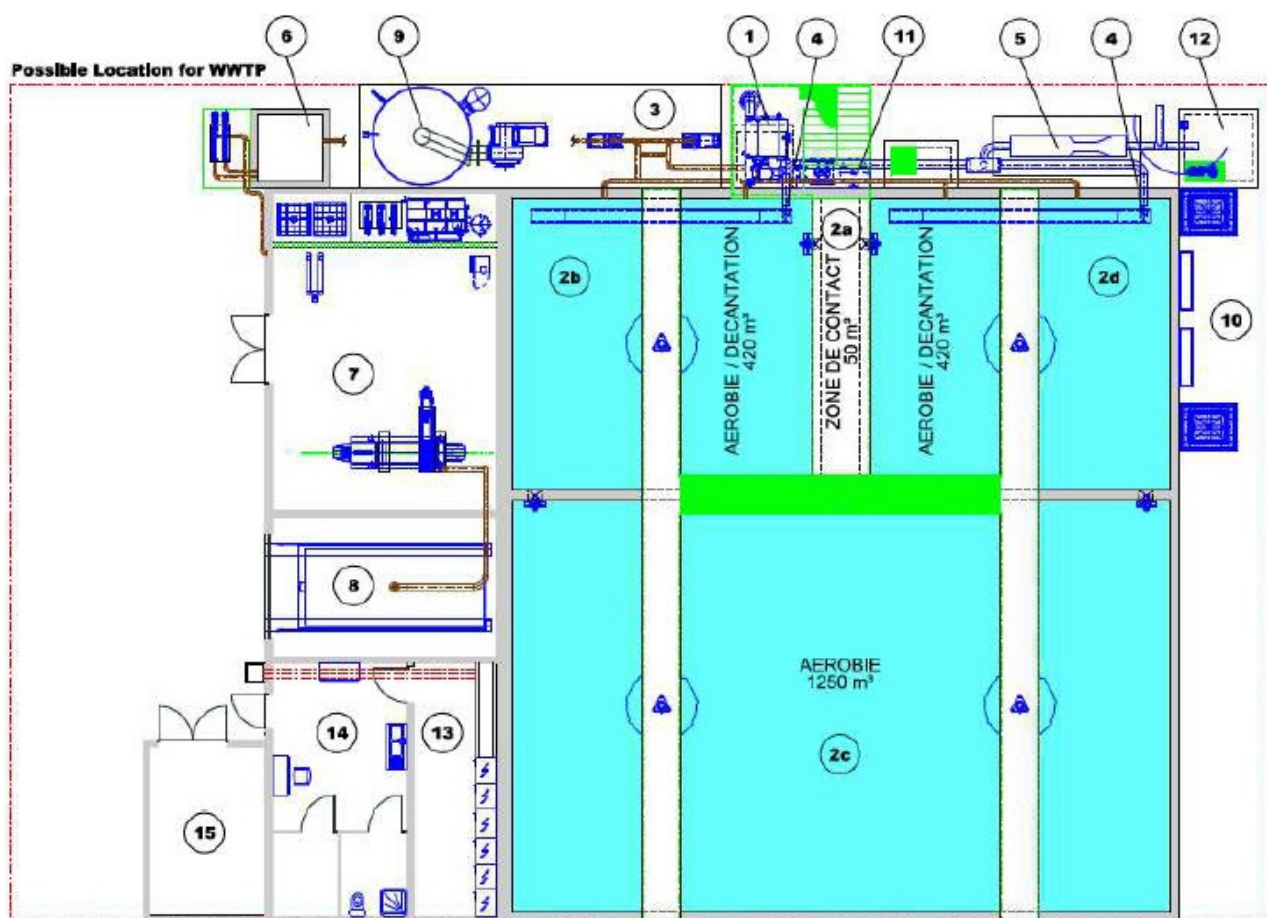 6
9
1
4
11
5
4
12
Possible Location for WWTP
3
2a
2b
2d
AEROBIE / DECANTATION
420 m³
ZONE DE CONTACT
50 m³
AEROBIE / DECANTATION
420 m³
10
7
8
AEROBIE
1250 m³
14
13
2c
15